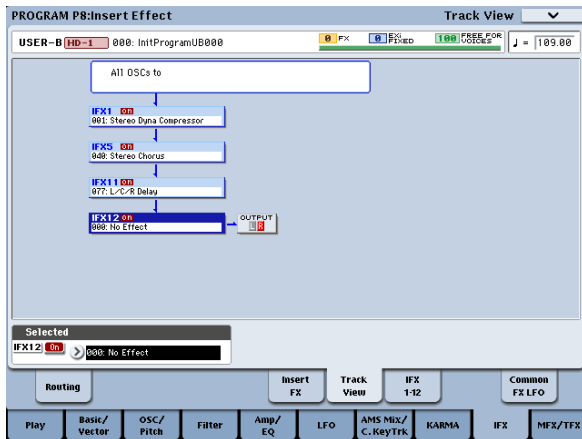 PROGRAM P8:Insert Effect Track View
USER-B HD-1 000: InitProgramUB000 0 FX 0 EXi FIXED 100 FREE FOR VOICES ♩ = 109.00
All OSCs to
IFX1 On
001: Stereo Dyna Compressor
IFX5 On
040: Stereo Chorus
IFX11 On
077: L/C/R Delay
IFX12 On
000: No Effect
OUTPUT
L R
Selected
IFX12 On 000: No Effect
Routing Insert FX Track View IFX 1-12 Common FX LFO
Play Basic/ Vector OSC/ Pitch Filter Amp/ EQ LFO AMS Mix/ C.KeyTrk KARMA IFX MFX/TFX